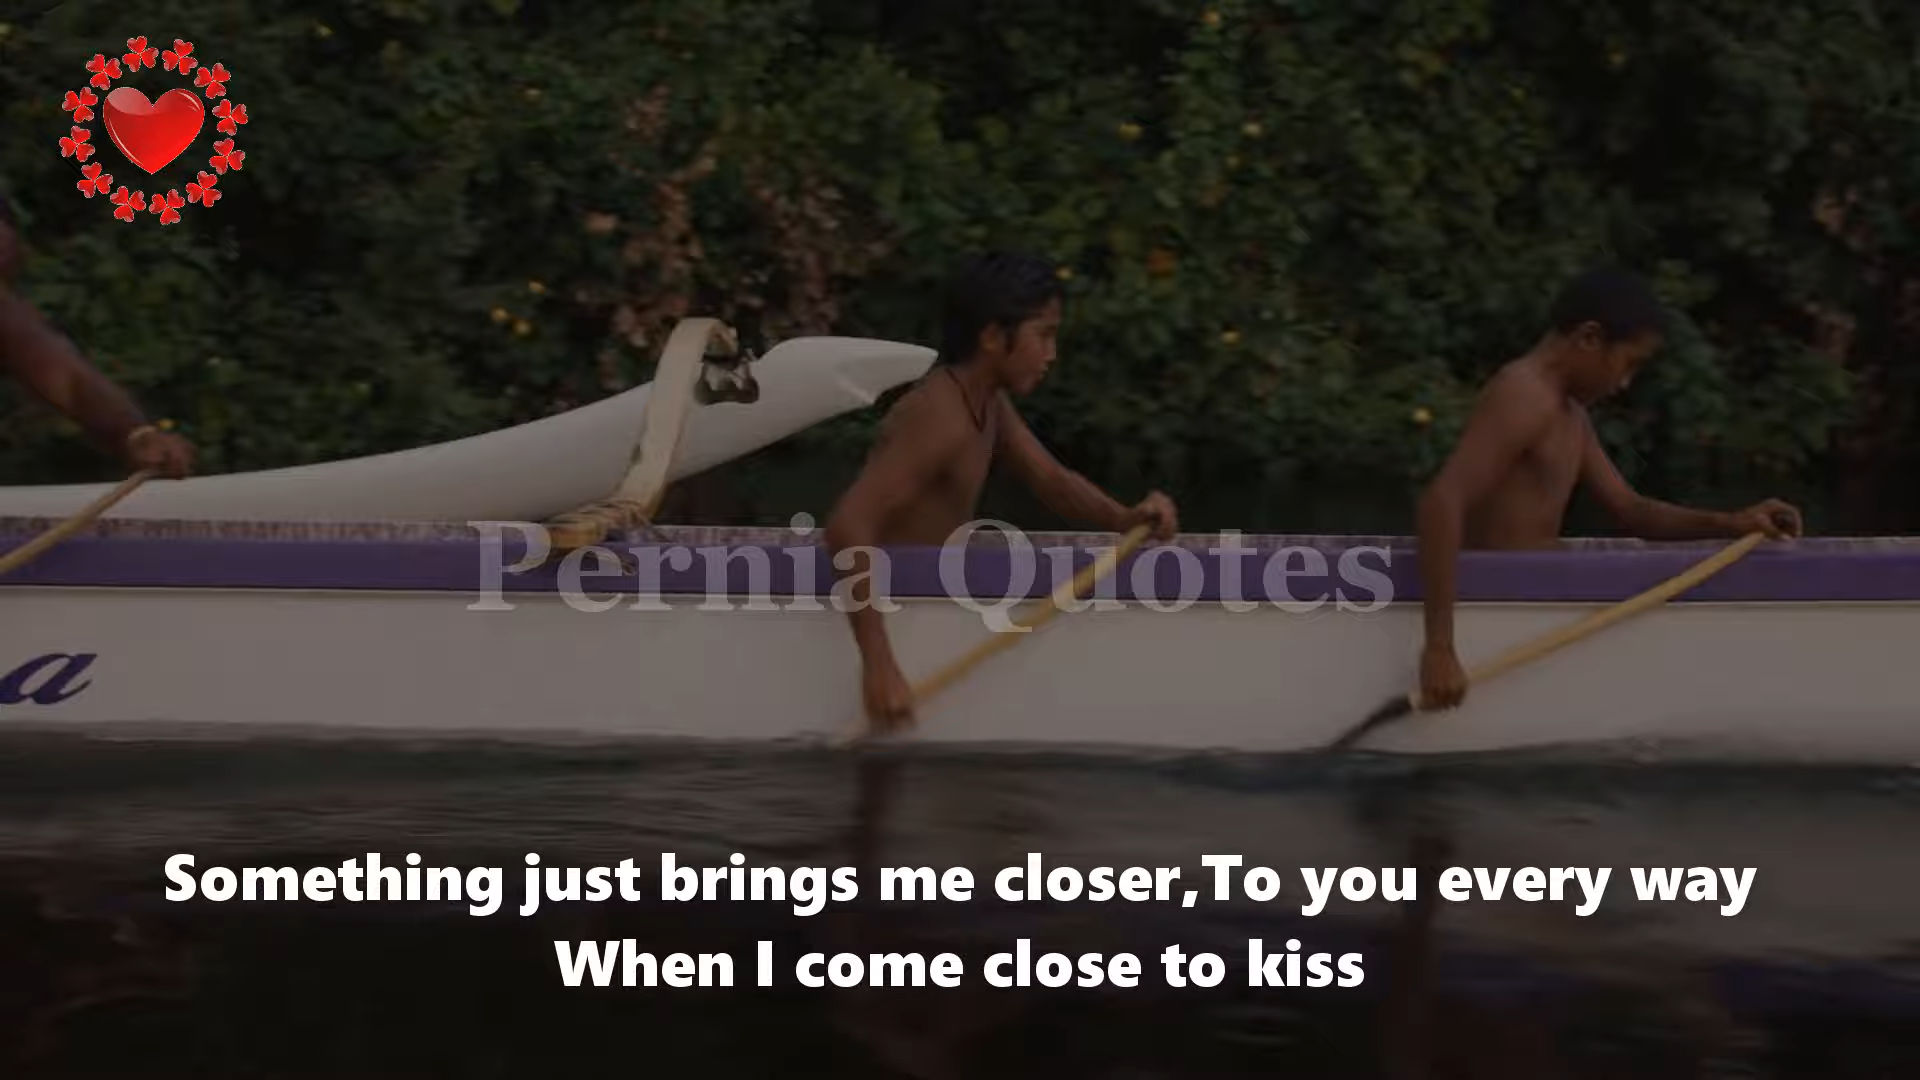 Pernia Quotes
a
Something just brings me closer,To you every way
When I come close to kiss